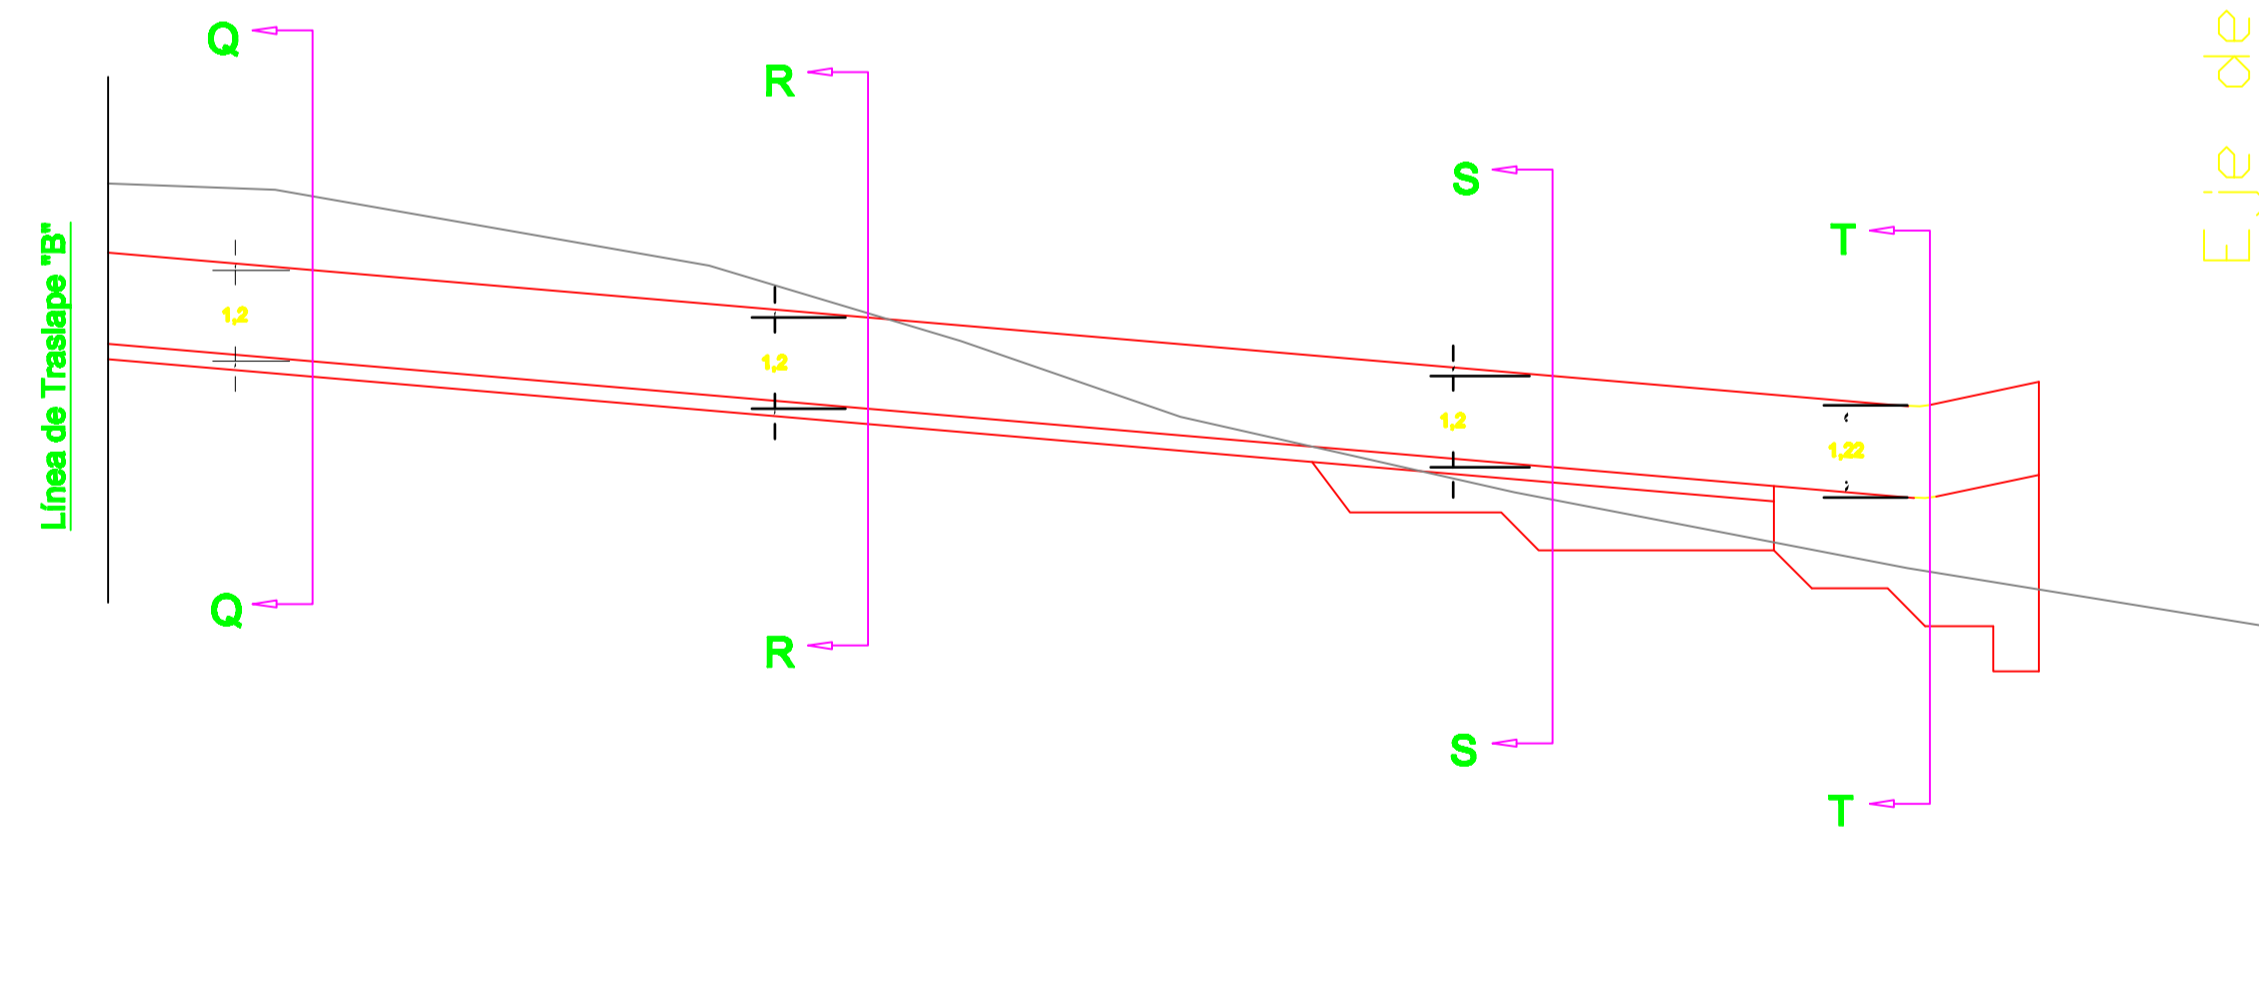 Q
R
S
T
Línea de Traslape "B"
1,2
1,2
1,2
1,22
Eje de
Q
R
S
T